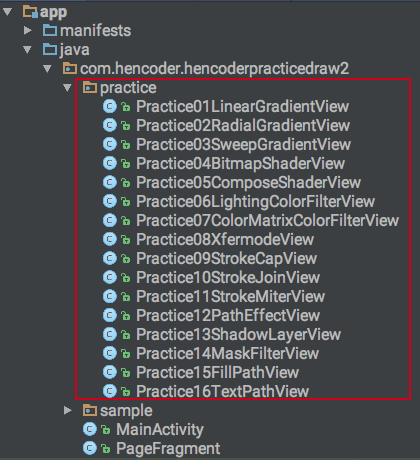 app
manifests
java
com.hencoder.hencoderpracticedraw2
practice
Practice01LinearGradientView
Practice02RadialGradientView
Practice03SweepGradientView
Practice04BitmapShaderView
Practice05ComposeShaderView
Practice06LightingColorFilterView
Practice07ColorMatrixColorFilterView
Practice08XfermodeView
Practice09StrokeCapView
Practice10StrokeJoinView
Practice11StrokeMiterView
Practice12PathEffectView
Practice13ShadowLayerView
Practice14MaskFilterView
Practice15FillPathView
Practice16TextPathView
sample
MainActivity
PageFragment